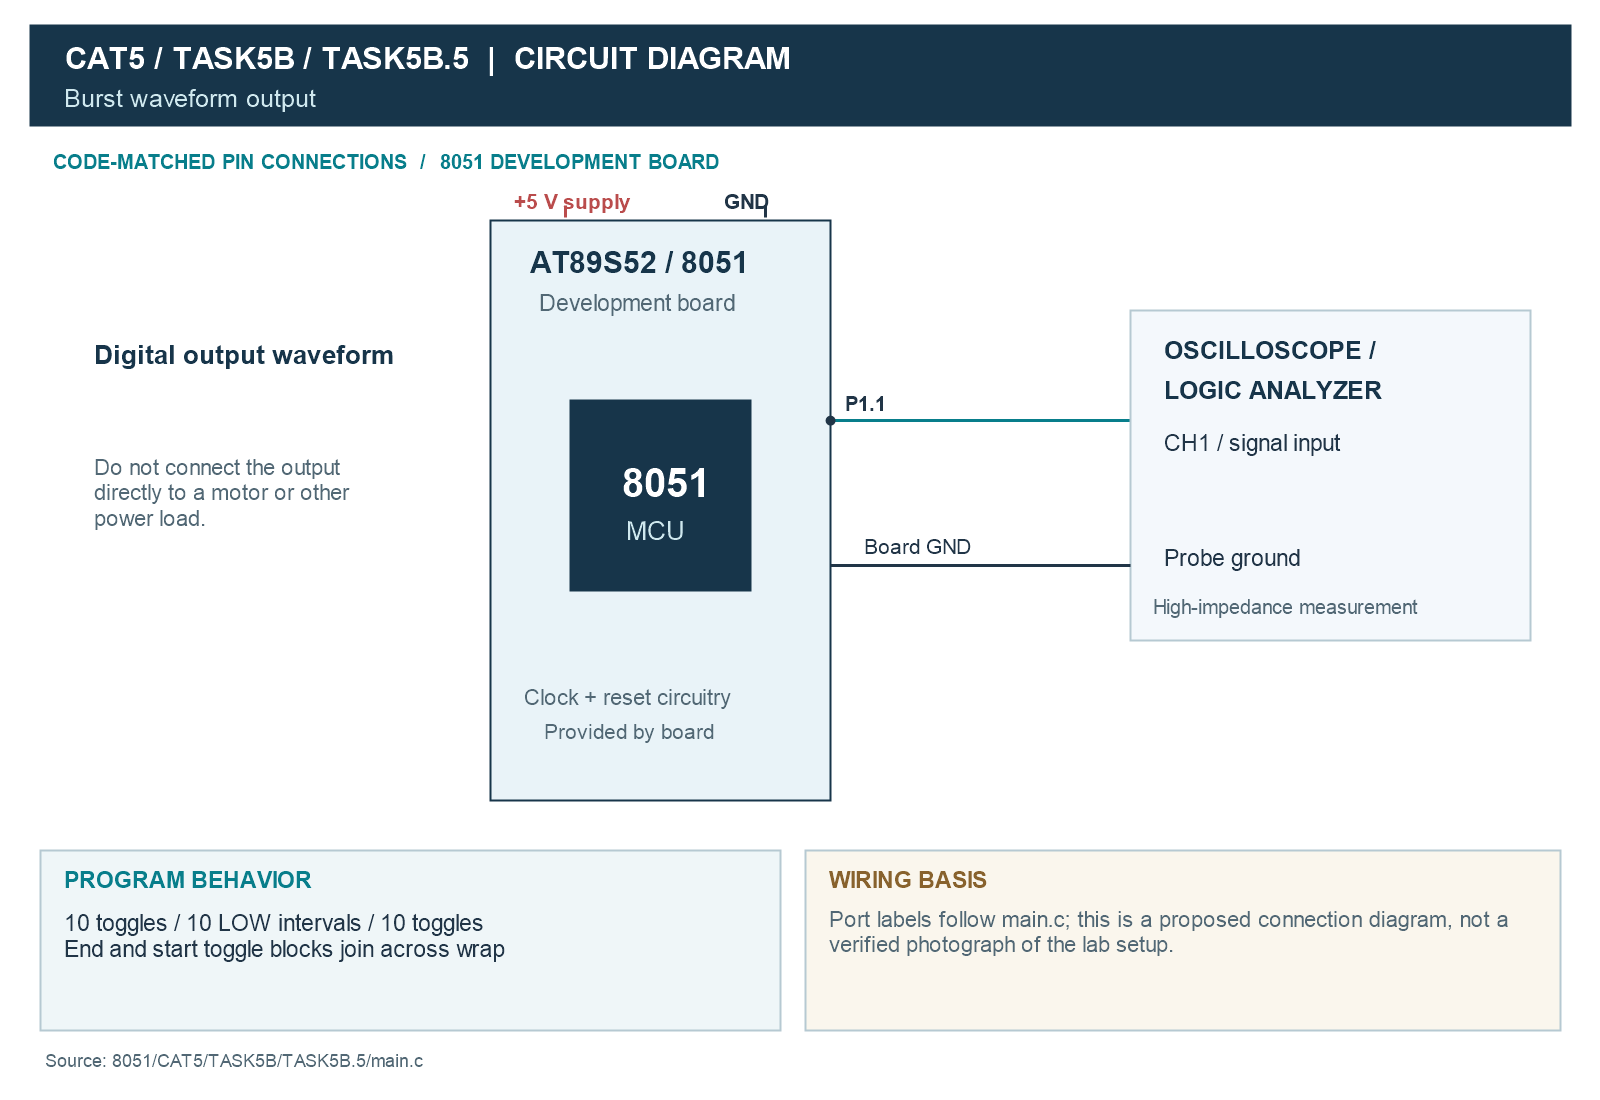 CAT5 / TASK5B / TASK5B.5 | CIRCUIT DIAGRAM
Burst waveform output
CODE-MATCHED PIN CONNECTIONS / 8051 DEVELOPMENT BOARD
+5 V supply
GND
AT89S52 / 8051
Development board
Digital output waveform
Do not connect the output
directly to a motor or other
power load.
8051
MCU
Clock + reset circuitry
Provided by board
P1.1
Board GND
OSCILLOSCOPE /
LOGIC ANALYZER
CH1 / signal input
Probe ground
High-impedance measurement
PROGRAM BEHAVIOR
10 toggles / 10 LOW intervals / 10 toggles
End and start toggle blocks join across wrap
WIRING BASIS
Port labels follow main.c; this is a proposed connection diagram, not a
verified photograph of the lab setup.
Source: 8051/CAT5/TASK5B/TASK5B.5/main.c